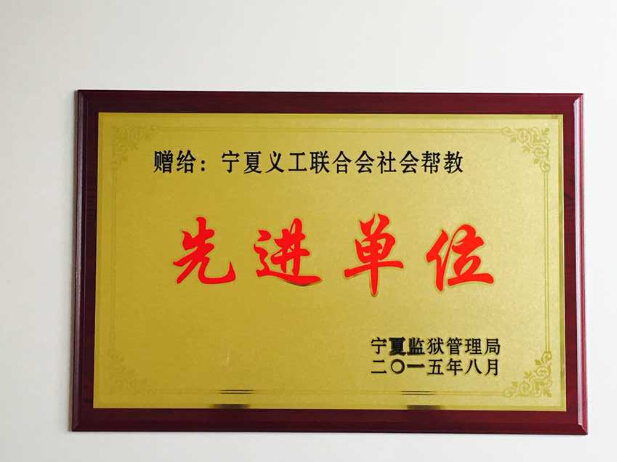 赠给：宁夏义工联合会社会帮教
先进单位
宁夏监狱管理局
二〇一五年八月